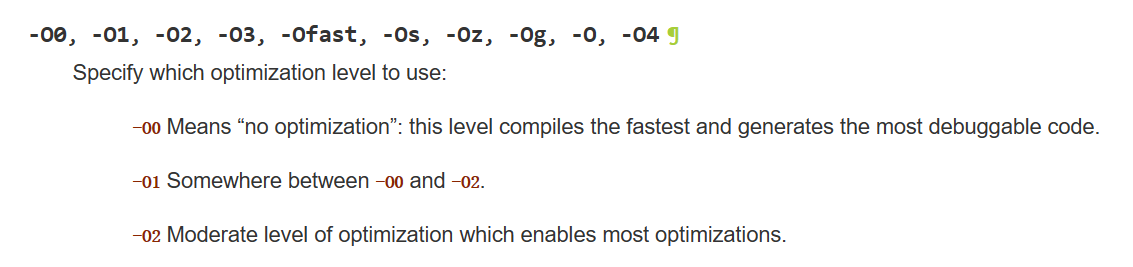 -O0, -O1, -O2, -O3, -Ofast, -Os, -Oz, -Og, -O, -O4 ¶
Specify which optimization level to use:
-O0 Means “no optimization”: this level compiles the fastest and generates the most debuggable code.
-O1 Somewhere between -O0 and -O2.
-O2 Moderate level of optimization which enables most optimizations.